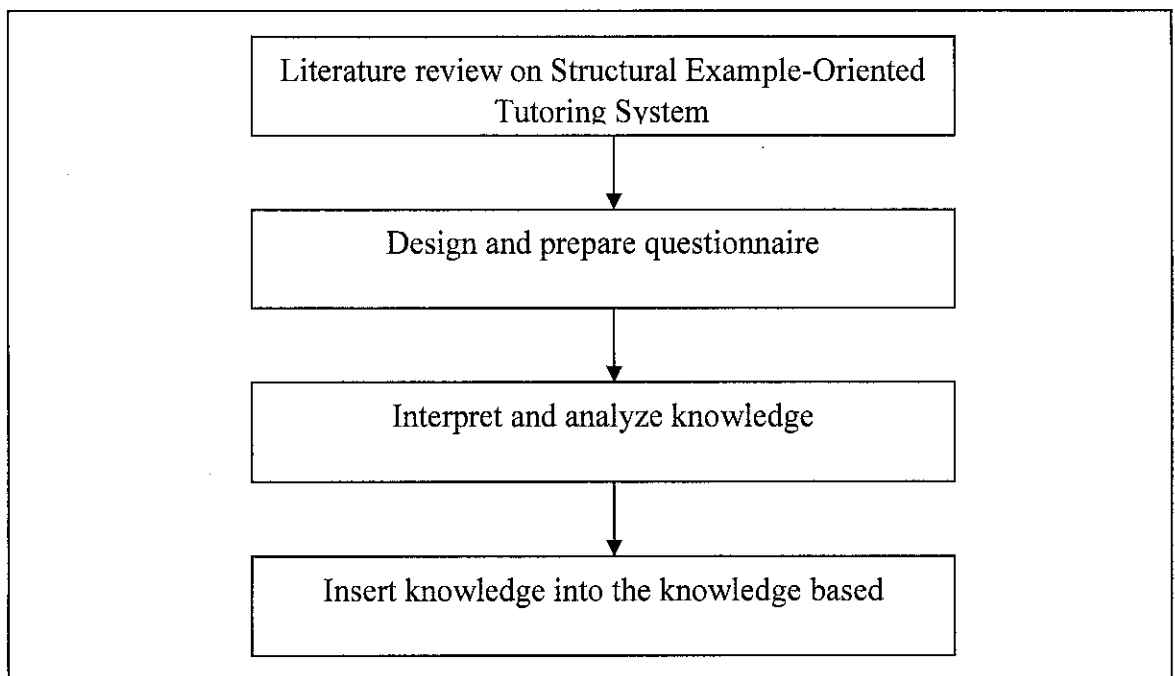 Literature review on Structural Example-Oriented
Tutoring System
Design and prepare questionnaire
Interpret and analyze knowledge
Insert knowledge into the knowledge based